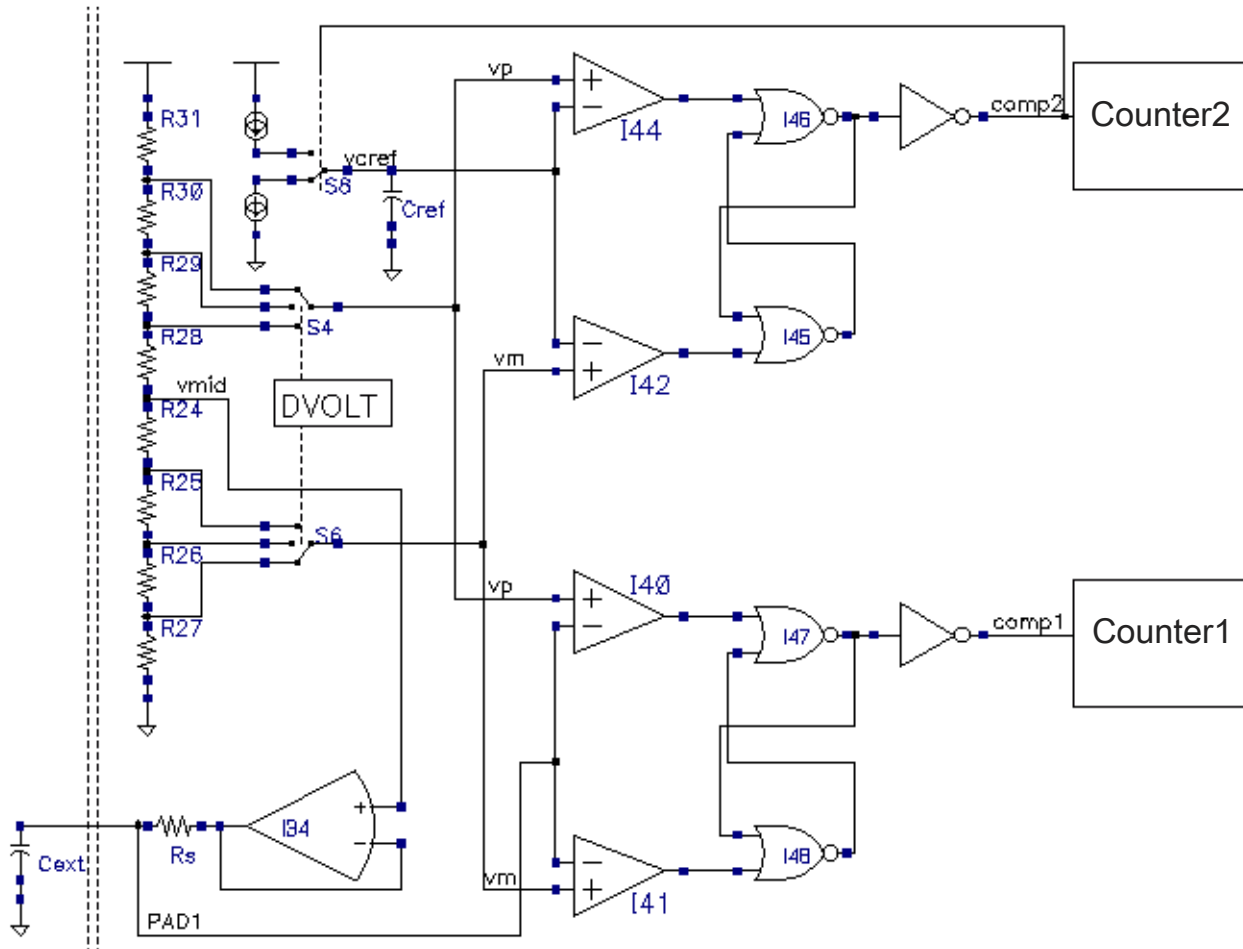 vp
comp2
Counter2
R31
I46
I44
vcref
S8
R30
Cref
R29
S4
R28
I45
vm
I42
vmid
R24
DVOLT
R25
S6
R26
I40
vp
R27
I47
comp1
Counter1
I34
Rs
Cext
I48
vm
I41
PAD1